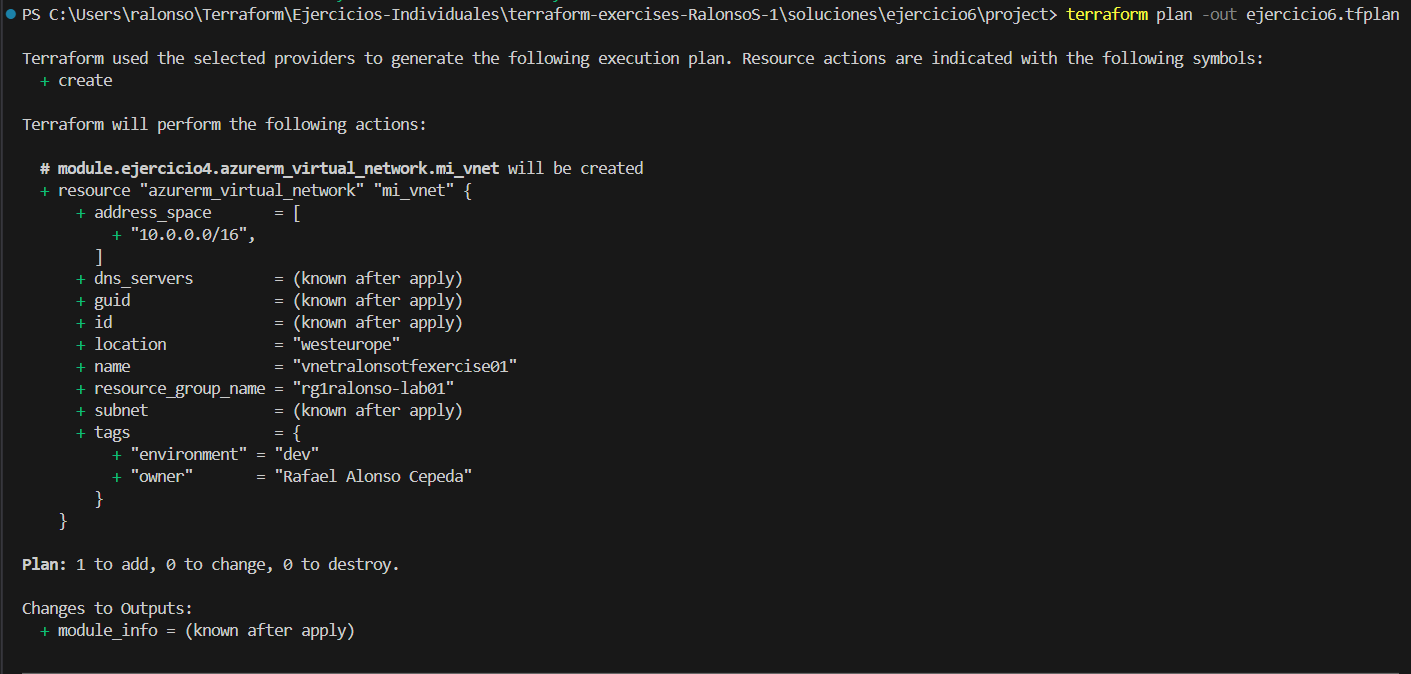 PS C:\Users\ralonso\Terraform\Ejercicios-Individuales\terraform-exercises-RalonsoS-1\soluciones\ejercicio6\project> terraform plan -out ejercicio6.tfplan
Terraform used the selected providers to generate the following execution plan. Resource actions are indicated with the following symbols:
  + create
Terraform will perform the following actions:
  # module.ejercicio4.azurerm_virtual_network.mi_vnet will be created
  + resource "azurerm_virtual_network" "mi_vnet" {
      + address_space       = [
          + "10.0.0.0/16",
        ]
      + dns_servers         = (known after apply)
      + guid                = (known after apply)
      + id                  = (known after apply)
      + location            = "westeurope"
      + name                = "vnetralonsotfexercise01"
      + resource_group_name = "rg1ralonso-lab01"
      + subnet              = (known after apply)
      + tags                = {
          + "environment" = "dev"
          + "owner"       = "Rafael Alonso Cepeda"
        }
    }
Plan: 1 to add, 0 to change, 0 to destroy.
Changes to Outputs:
  + module_info = (known after apply)